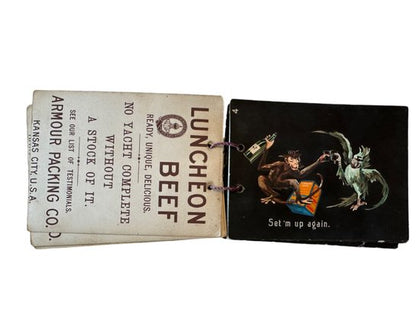 LUNCHEON
BEEF
READY, UNIQUE, DELICIOUS.
NO YACHT COMPLETE
WITHOUT
A STOCK OF IT.
SEE OUR LIST OF TESTIMONIALS.
ARMOUR PACKING CO.
KANSAS CITY, U.S.A.
4
Set'm up again.